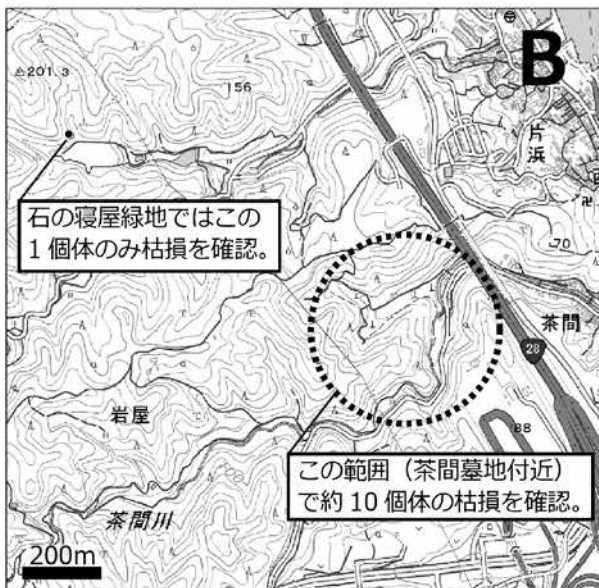 B
201.3
156
片浜
石の寝屋緑地ではこの
1個体のみ枯損を確認。
70
茶間
28
岩屋
88
この範囲（茶間墓地付近）
で約10個体の枯損を確認。
茶間川
200m